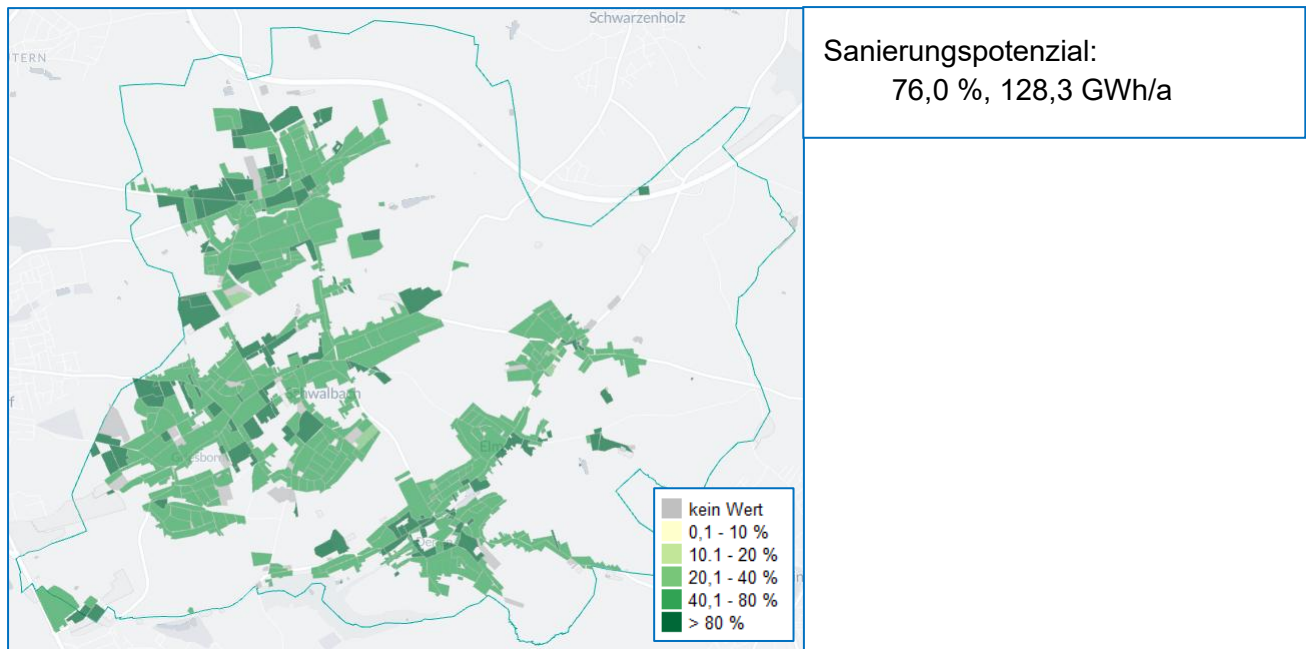 Schwarzenholz
TERN
Schwalbach
Elm
Sanierungspotenzial:
76,0 %, 128,3 GWh/a
kein Wert
0,1 - 10 %
10.1 - 20 %
20,1 - 40 %
40,1 - 80 %
> 80 %